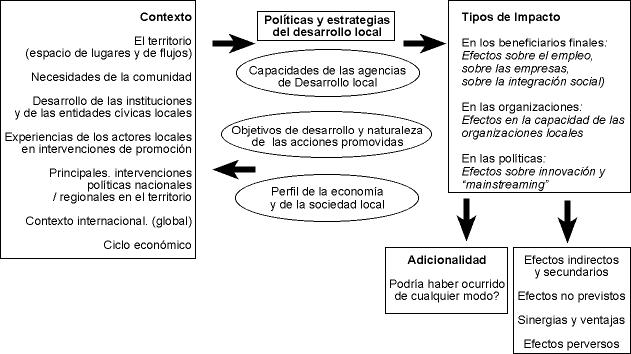 Contexto
El territorio
(espacio de lugares y de flujos)
Necesidades de la comunidad
Desarrollo de las instituciones
y de las entidades cívicas locales
Experiencias de los actores locales
en intervenciones de promoción
Principales. intervenciones
políticas nacionales
/ regionales en el territorio
Contexto internacional. (global)
Ciclo económico
Políticas y estrategias
del desarrollo local
Capacidades de las agencias
de Desarrollo local
Objetivos de desarrollo y naturaleza
de las acciones promovidas
Perfil de la economía
y de la sociedad local
Tipos de Impacto
En los beneficiarios finales:
Efectos sobre el empleo,
sobre las empresas,
sobre la integración social)
En las organizaciones:
Efectos en la capacidad de las
organizaciones locales
En las políticas:
Efectos sobre innovación y
“mainstreaming”
Adicionalidad
Podría haber ocurrido
de cualquier modo?
Efectos indirectos
y secundarios
Efectos no previstos
Sinergias y ventajas
Efectos perversos